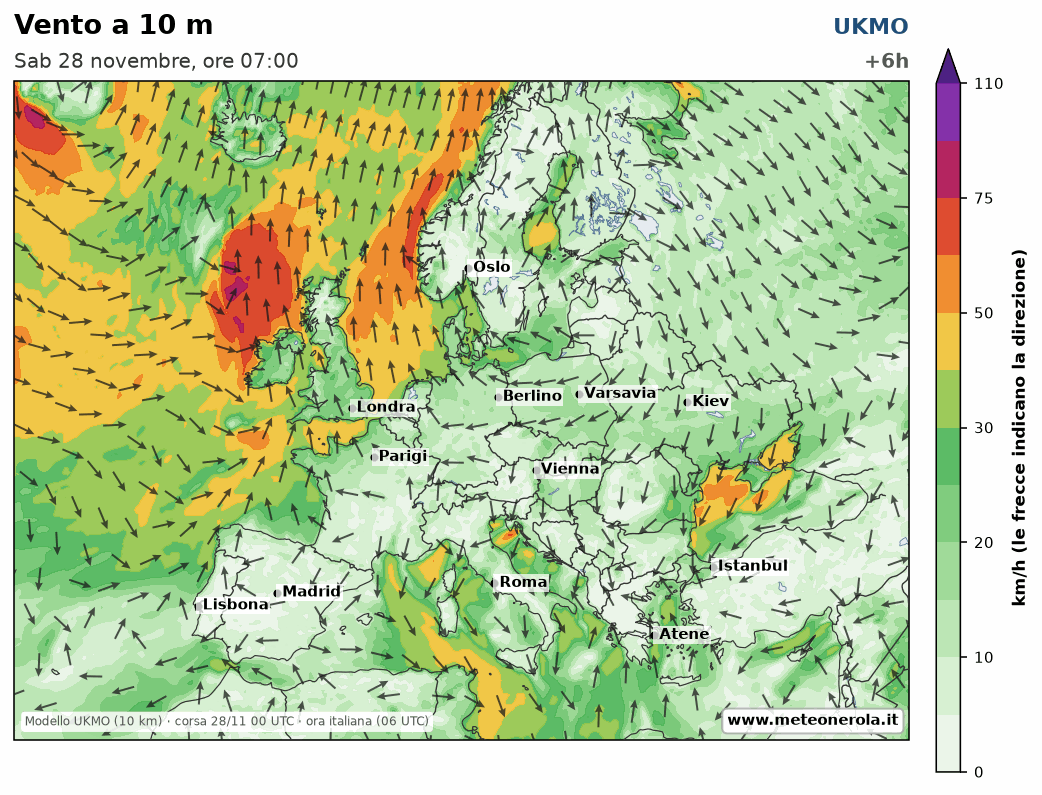 Vento a 10 m
UKMO
Sab 28 novembre, ore 07:00
+6h
110
75
50
30
20
10
0
km/h (le frecce indicano la direzione)
Oslo
Londra
Berlino
Varsavia
Kiev
Parigi
Vienna
Istanbul
Roma
Madrid
Lisbona
Atene
Modello UKMO (10 km) · corsa 28/11 00 UTC · ora italiana (06 UTC)
www.meteonerola.it